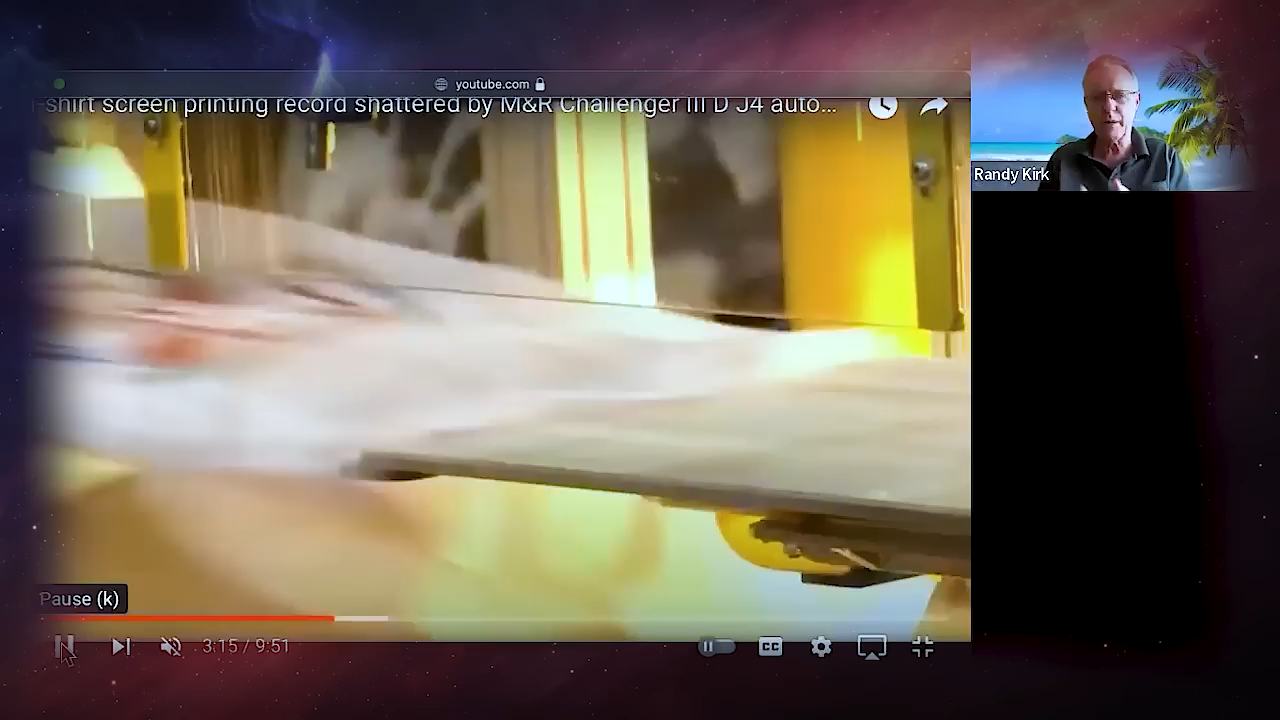 youtube.com
-shirt screen printing record shattered by M&R Challenger III D J4 auto...
Randy Kirk
Pause (k)
3:15 / 9:51
CC